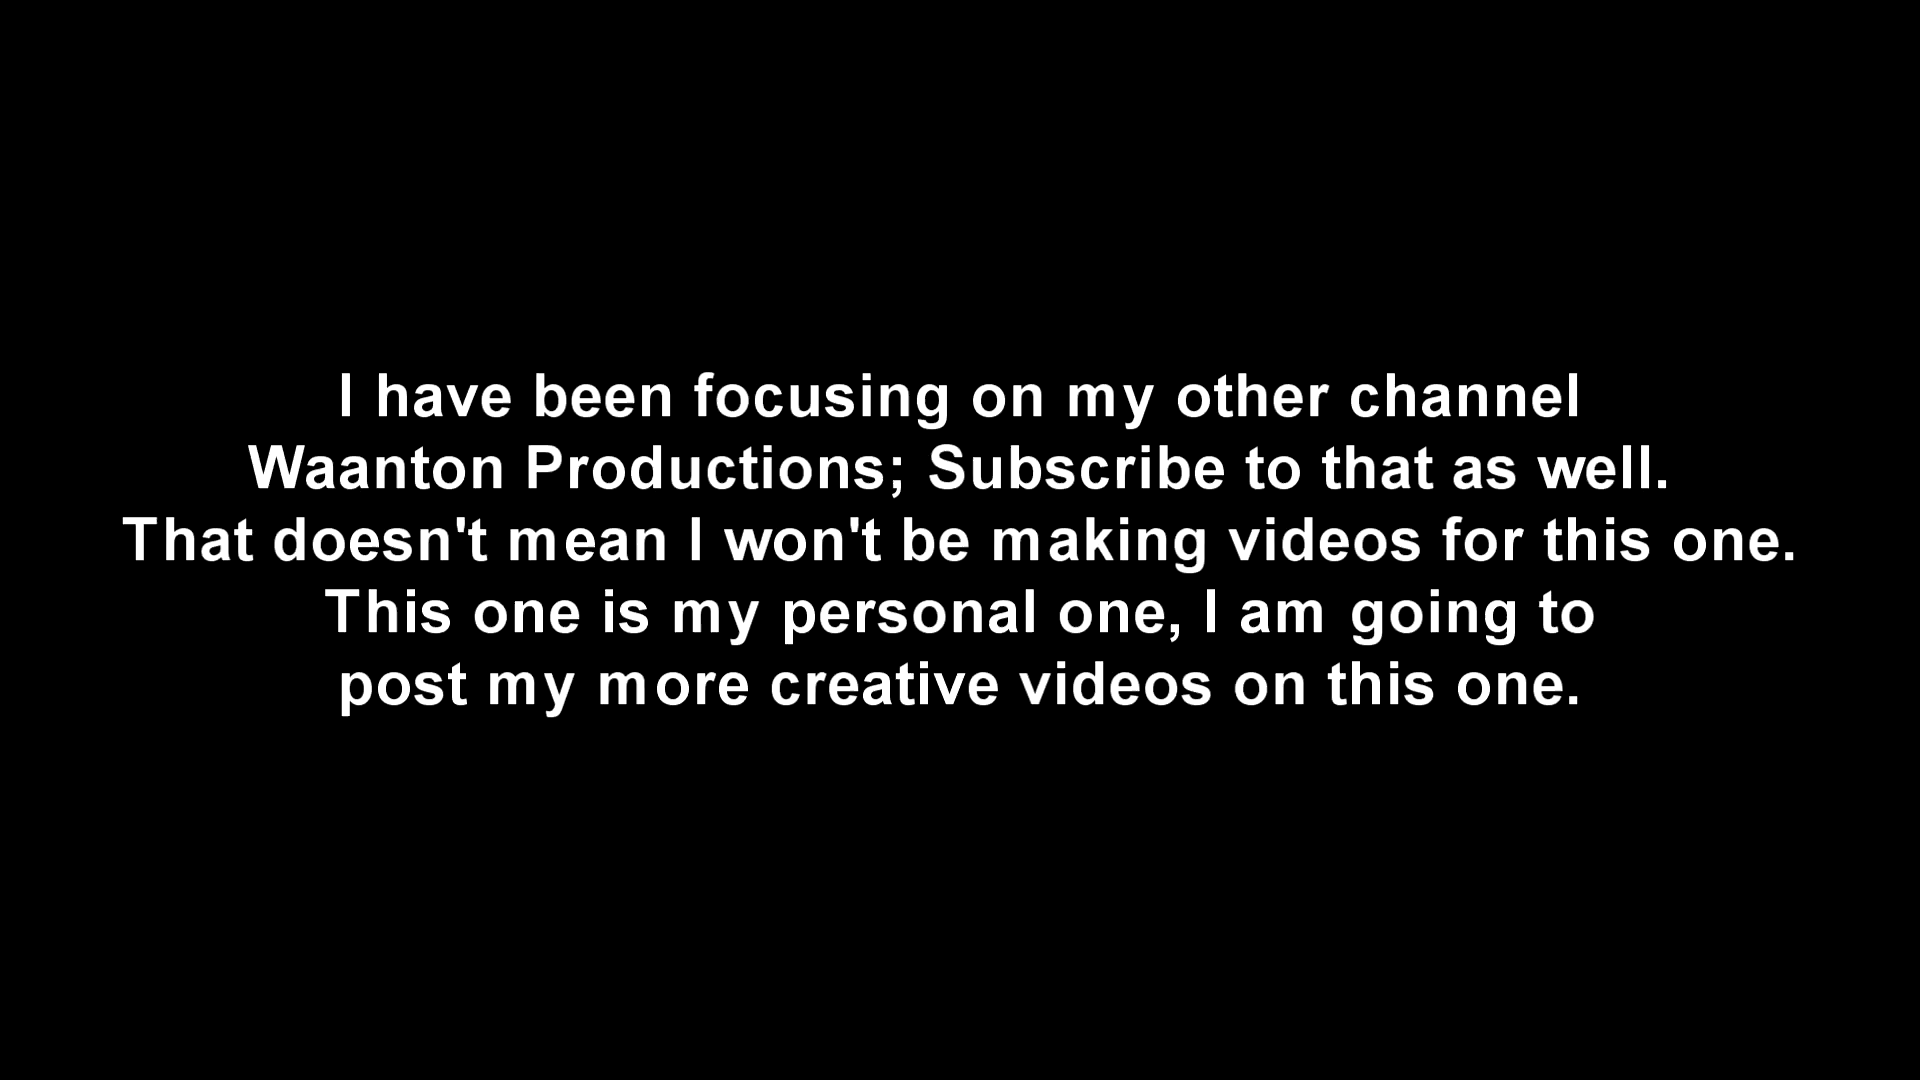 I have been focusing on my other channel
Waanton Productions; Subscribe to that as well.
That doesn't mean I won't be making videos for this one.
This one is my personal one, I am going to
post my more creative videos on this one.